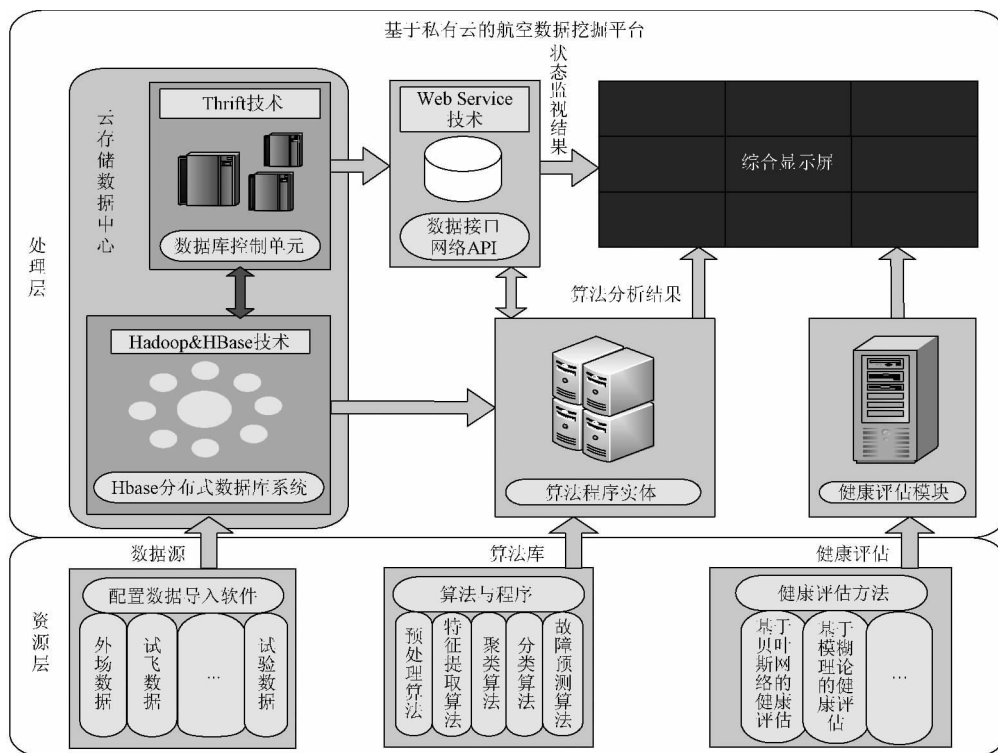 基于私有云的航空数据挖掘平台
处理层
云存储数据中心
Thrift技术
数据库控制单元
Hadoop&HBase技术
Hbase分布式数据库系统
Web Service
技术
数据接口
网络API
状态监视结果
综合显示屏
算法分析结果
算法程序实体
健康评估模块
资源层
数据源
配置数据导入软件
外场数据
试飞数据
...
试验数据
算法库
算法与程序
预处理算法
特征提取算法
聚类算法
分类算法
故障预测算法
健康评估
健康评估方法
基于
贝叶
斯网
络的
健康
评估
基于
模糊
理论
的健
康评
估
...